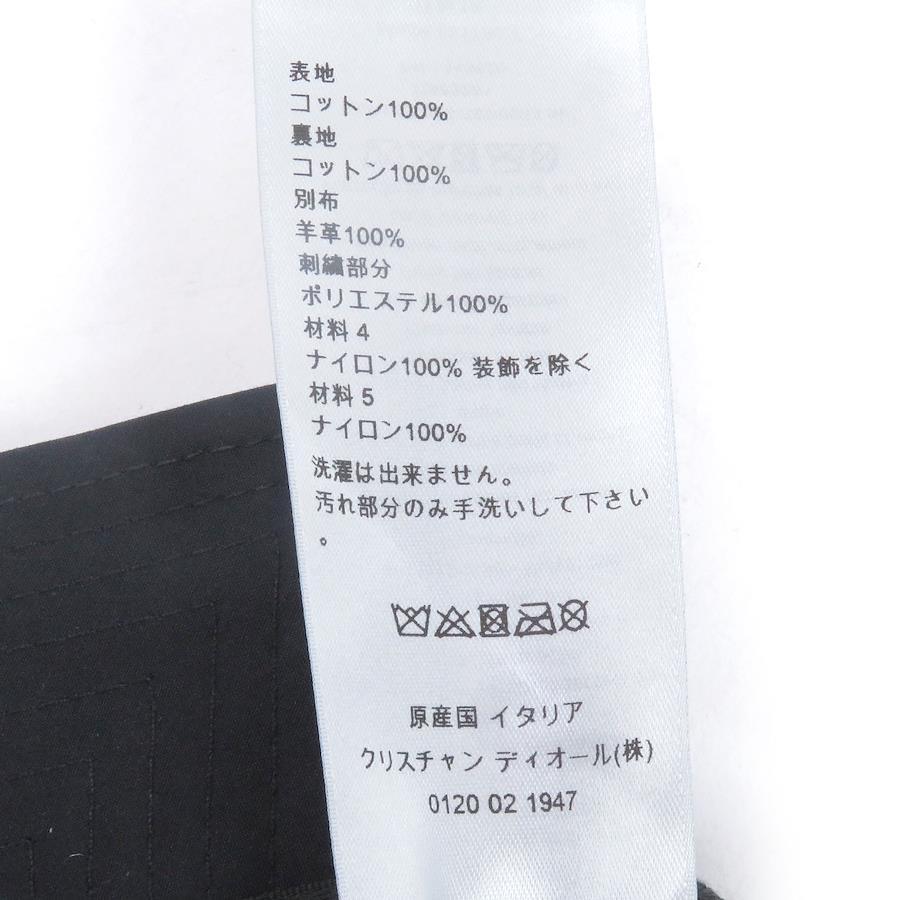 表地
コットン100%
裏地
コットン100%
別布
羊革100%
刺繍部分
ポリエステル100%
材料 4
ナイロン100% 装飾を除く
材料 5
ナイロン100%
洗濯は出来ません。
汚れ部分のみ手洗いして下さい
。
原産国 イタリア
クリスチャン ディオール(株)
0120 02 1947